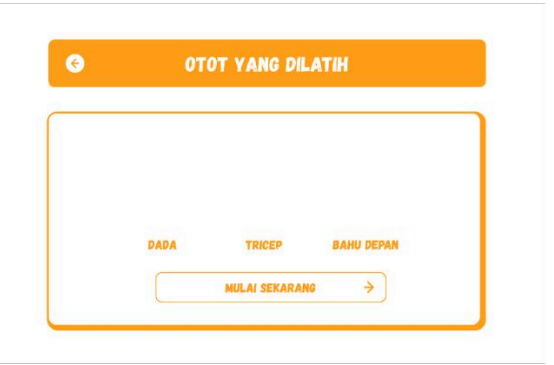 OTOT YANG DILATIH
DADA TRICEP BAHU DEPAN
MULAI SEKARANG